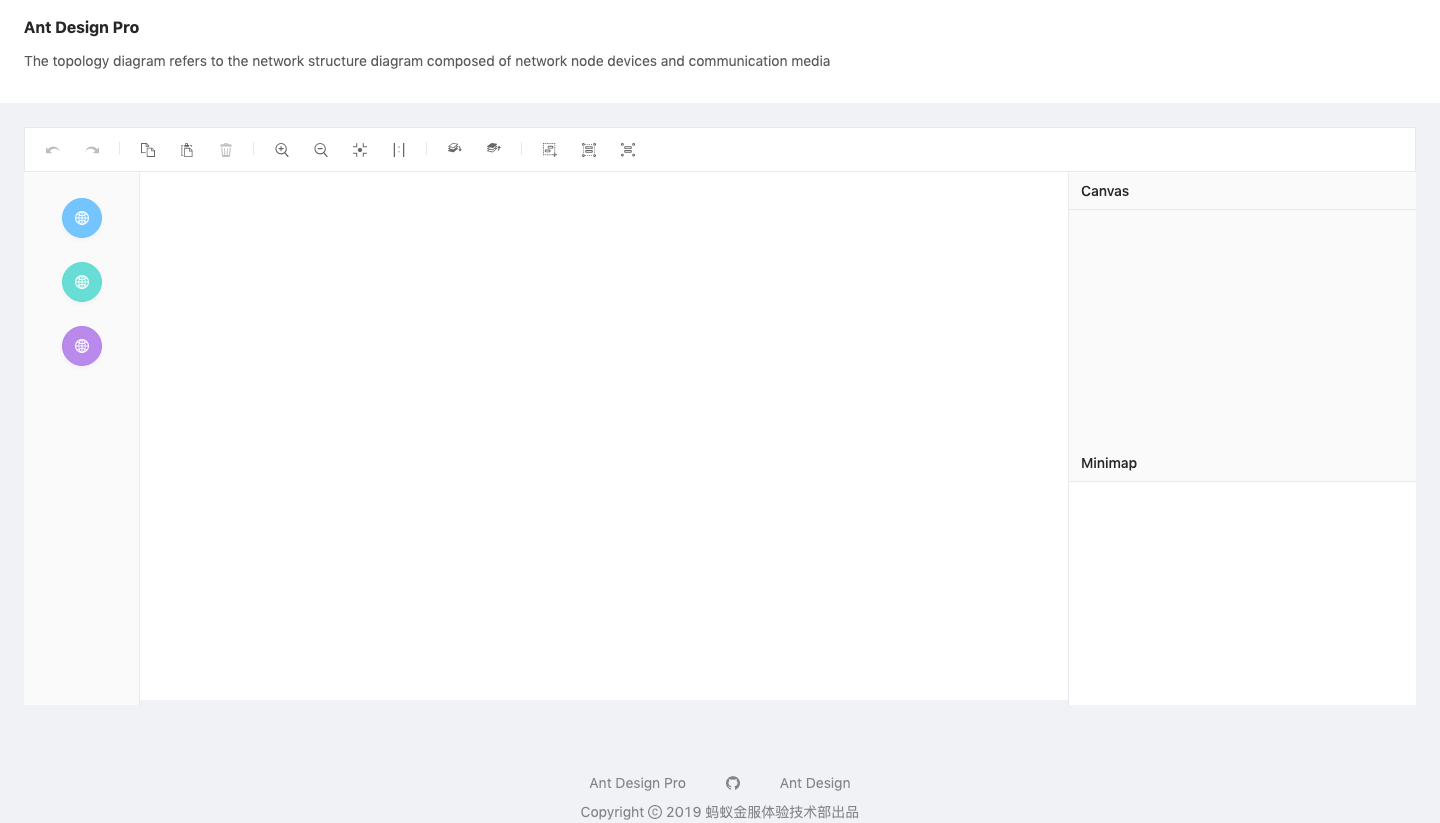 Ant Design Pro
The topology diagram refers to the network structure diagram composed of network node devices and communication media
Canvas
Minimap
Ant Design Pro
Ant Design
Copyright © 2019 蚂蚁金服体验技术部出品